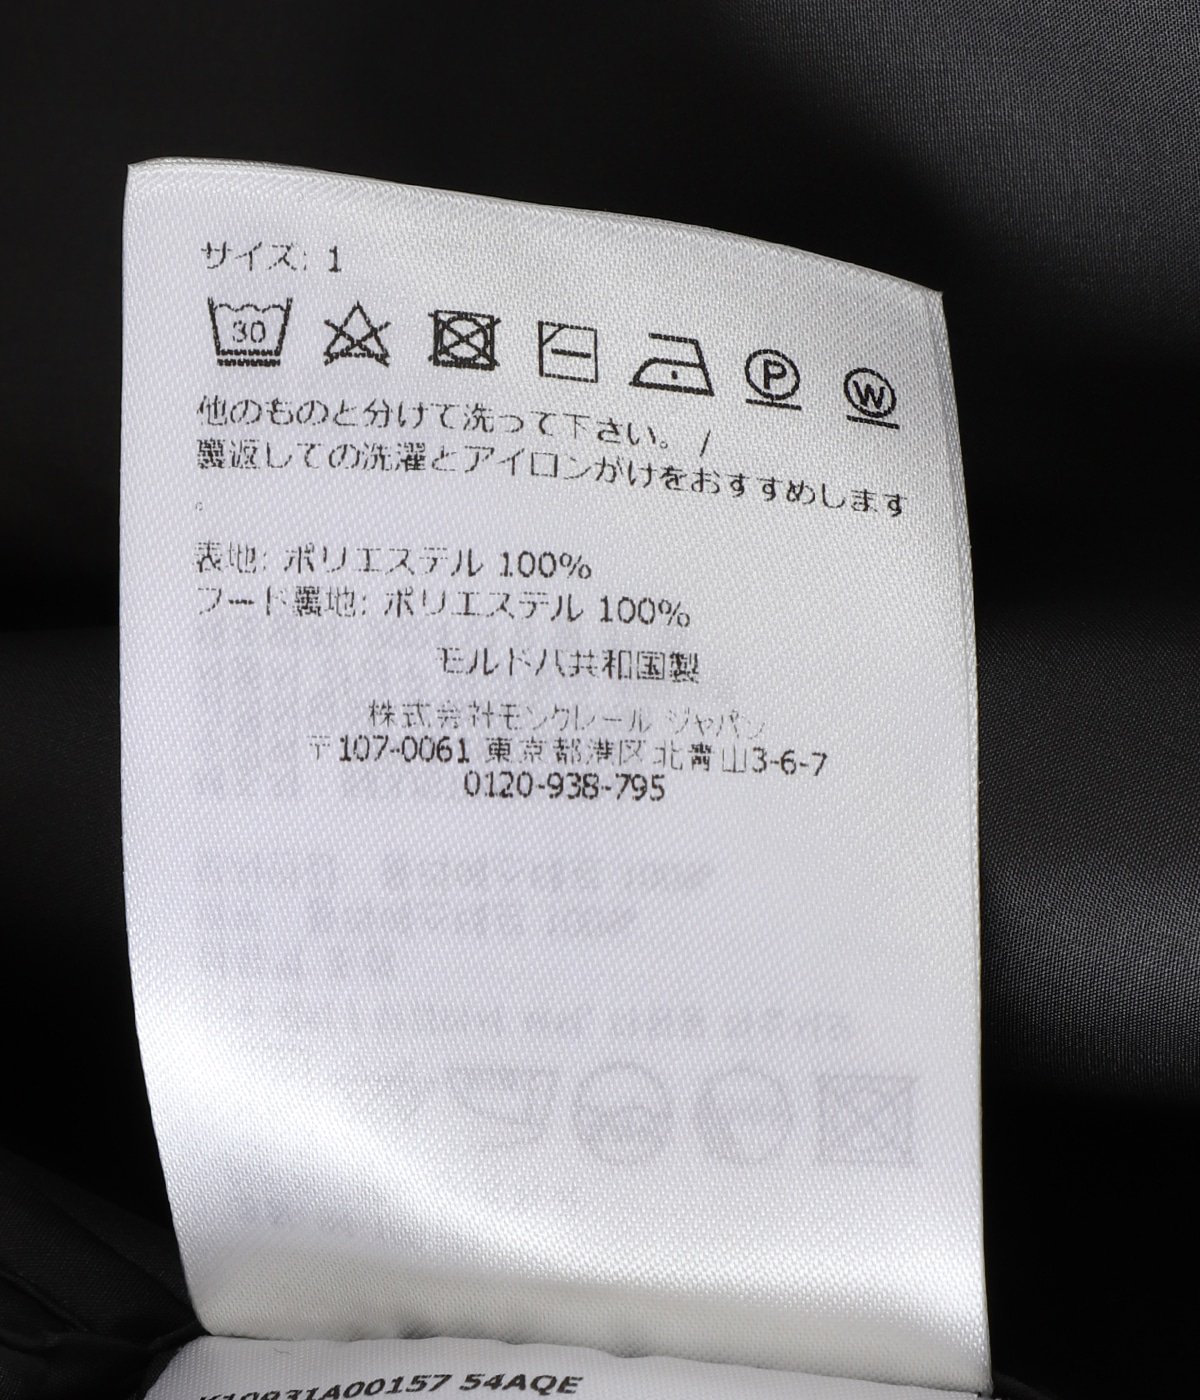 サイズ: 1
30
P
W
他のものと分けて洗って下さい。 /
裏返しての洗濯とアイロンがけをおすすめします
。
表地: ポリエステル 100%
フード裏地: ポリエステル 100%
モルドバ共和国製
株式会社モンクレール ジャパン
〒107-0061 東京都港区北青山3-6-7
0120-938-795
K10931A00157 54AQE